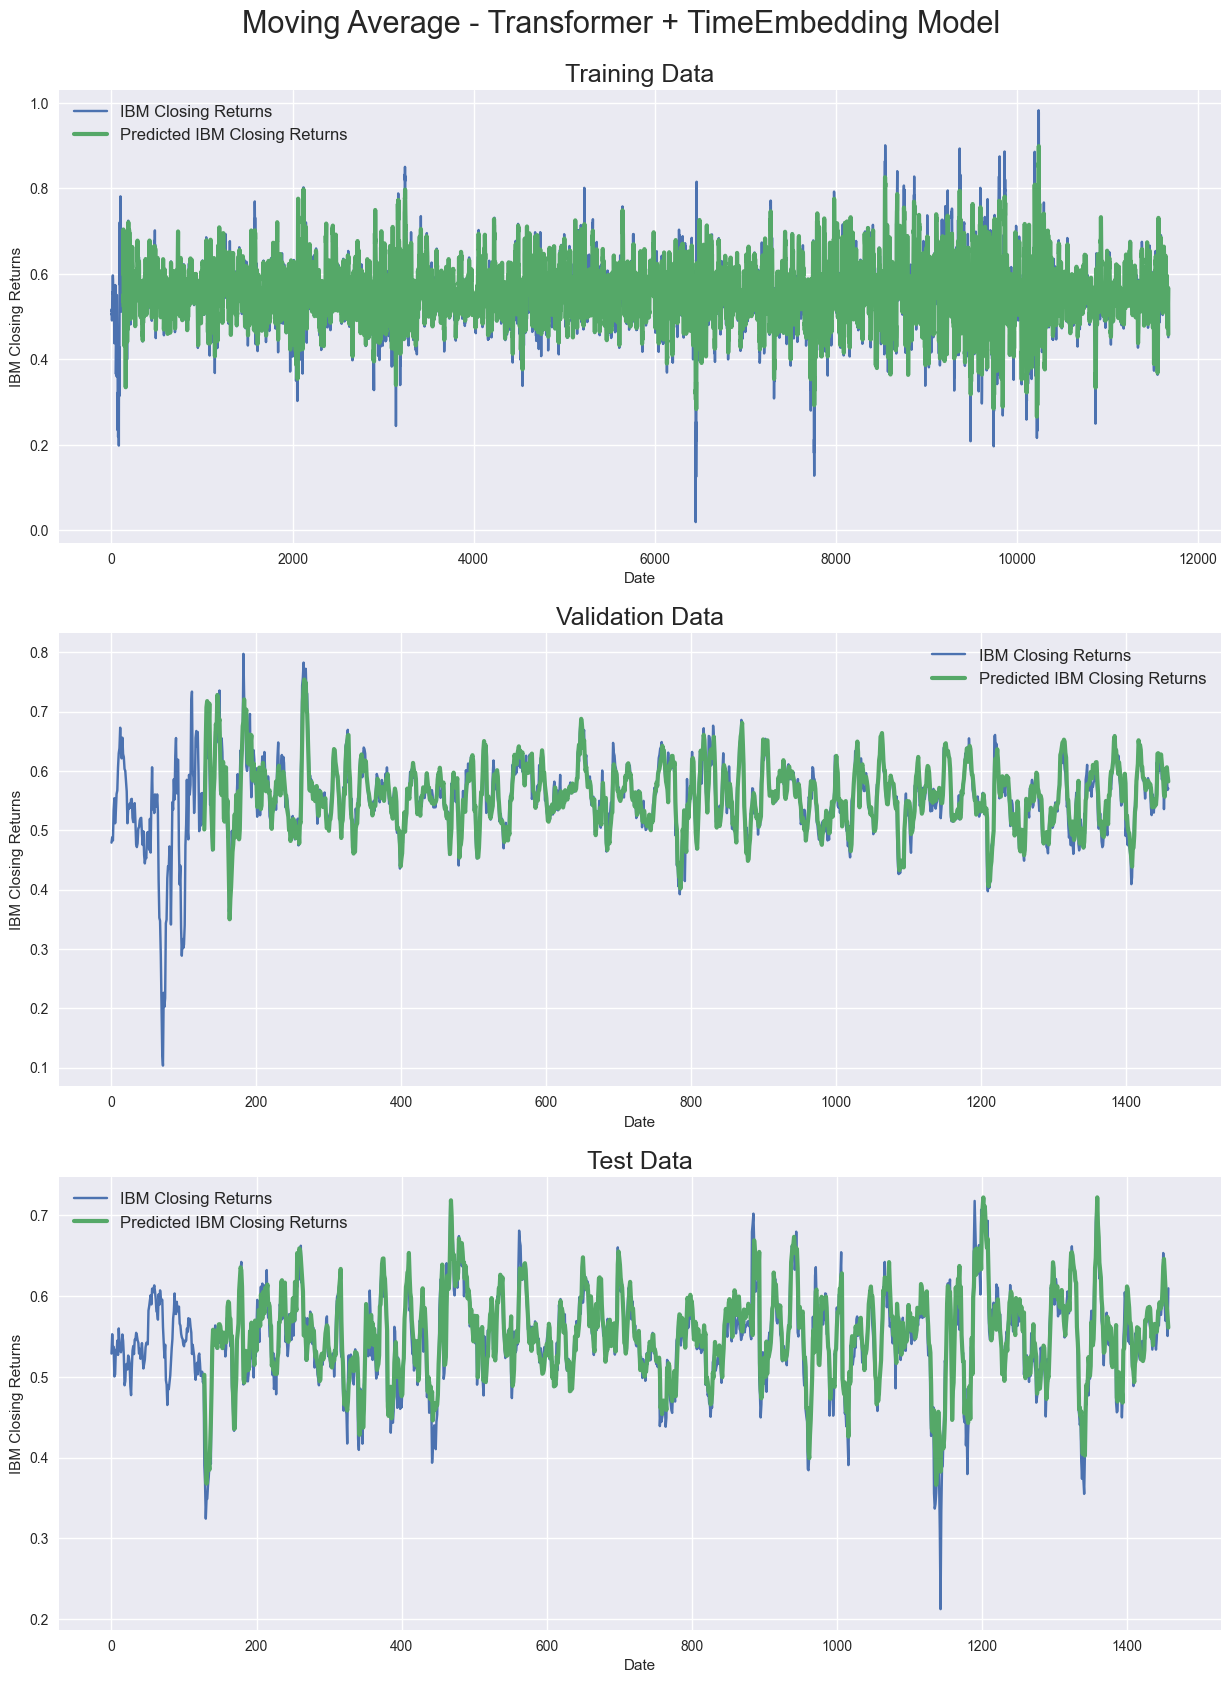 Moving Average - Transformer + TimeEmbedding Model
Training Data
IBM Closing Returns
Predicted IBM Closing Returns
IBM Closing Returns
1.0
0.8
0.6
0.4
0.2
0.0
0 2000 4000 6000 8000 10000 12000
Date
Validation Data
IBM Closing Returns
Predicted IBM Closing Returns
IBM Closing Returns
0.8
0.7
0.6
0.5
0.4
0.3
0.2
0.1
0 200 400 600 800 1000 1200 1400
Date
Test Data
IBM Closing Returns
Predicted IBM Closing Returns
IBM Closing Returns
0.7
0.6
0.5
0.4
0.3
0.2
0 200 400 600 800 1000 1200 1400
Date